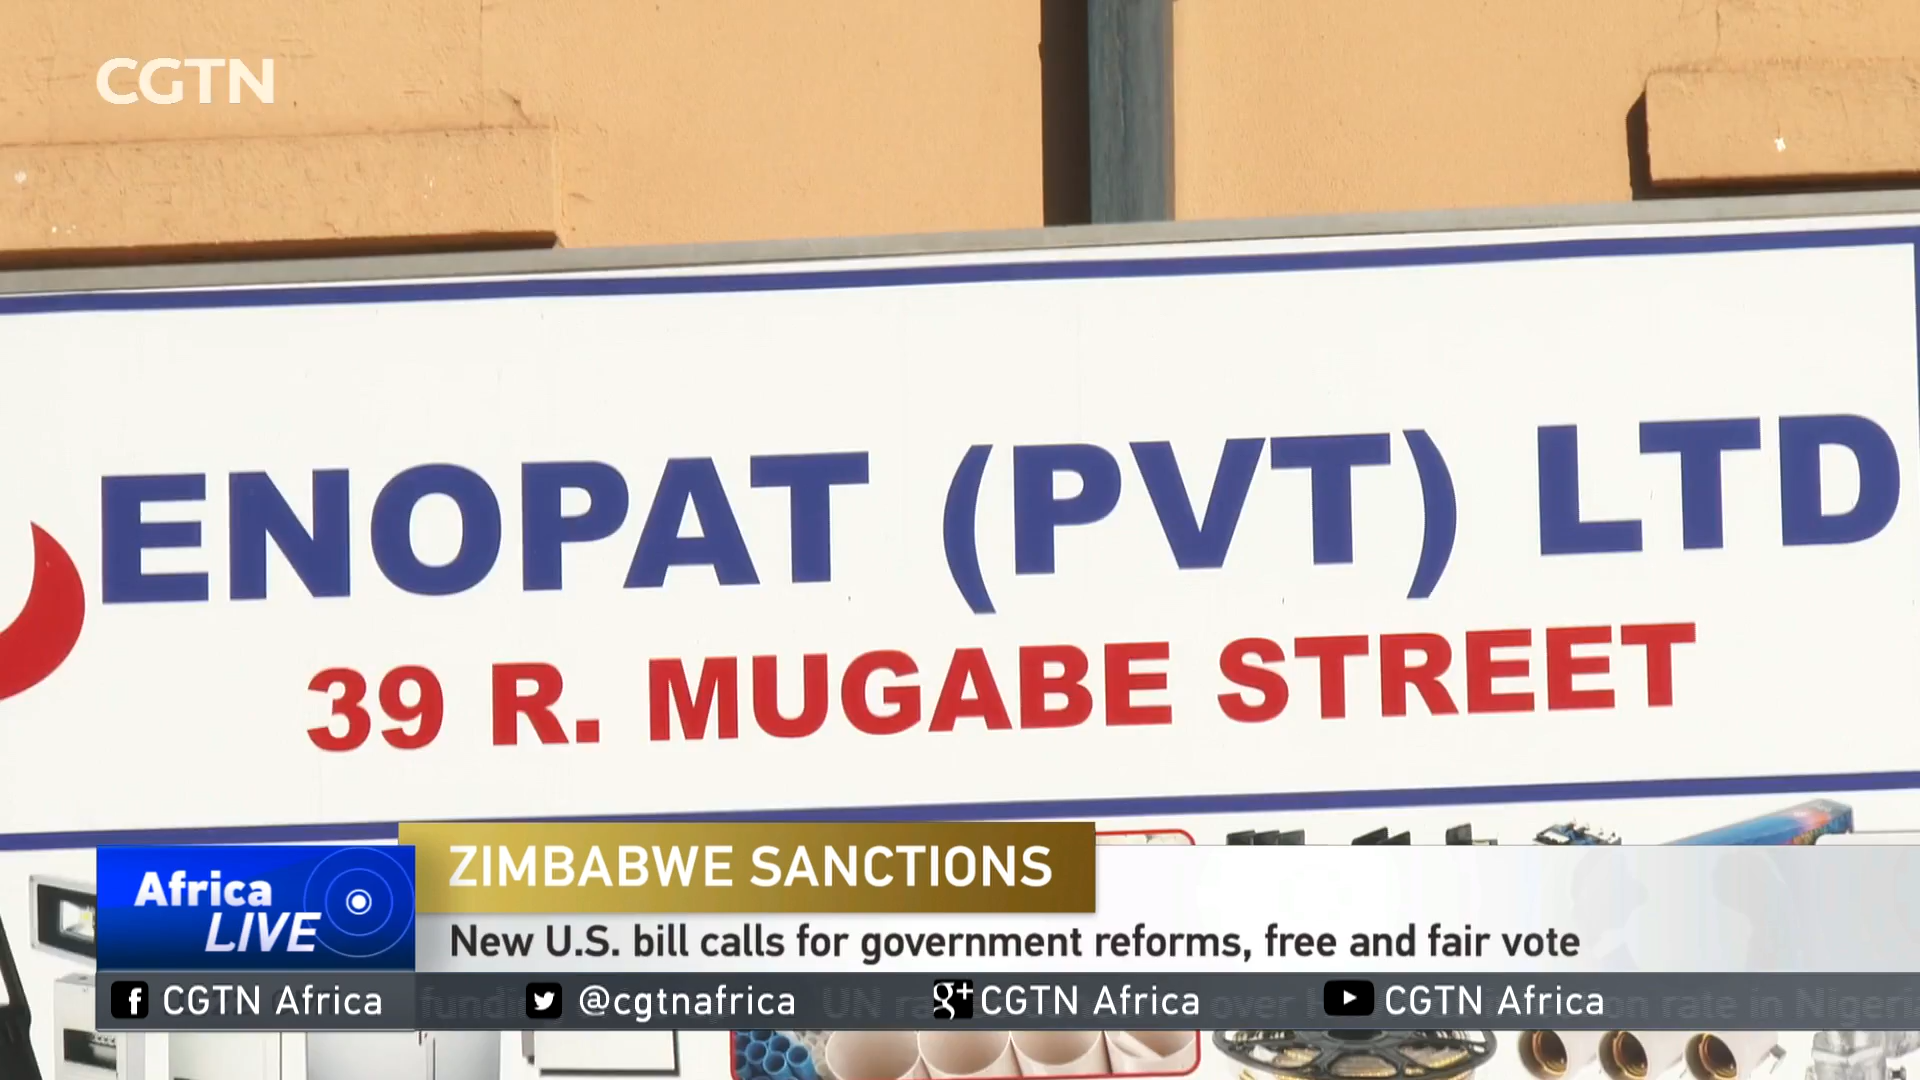 CGTN
ENOPAT (PVT) LTD
39 R. MUGABE STREET
ZIMBABWE SANCTIONS
Africa
LIVE
New U.S. bill calls for government reforms, free and fair vote
CGTN Africa
@cgtnafrica
CGTN Africa
CGTN Africa